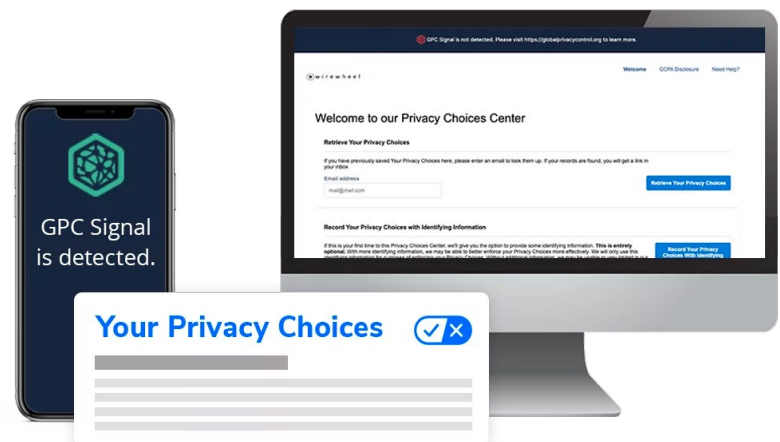 GPC Signal is not detected. Please visit https://globalprivacycontrol.org to learn more.
wirewheel
Welcome CCPA Disclosure Need Help?
Welcome to our Privacy Choices Center
Retrieve Your Privacy Choices
If you have previously saved Your Privacy Choices here, please enter an email to look them up. If your records are found, you will get a link in
your inbox
Email address
mail@mail.com
Retrieve Your Privacy Choices
Record Your Privacy Choices with Identifying Information
If this is your first time to this Privacy Choices Center, we'll give you the option to provide some identifying information. This is entirely
optional. With more identifying information, we may be able to better enforce your Privacy Choices more effectively. We will only use this
Record Your Privacy
Choices With Identifying
GPC Signal
is detected.
Your Privacy Choices